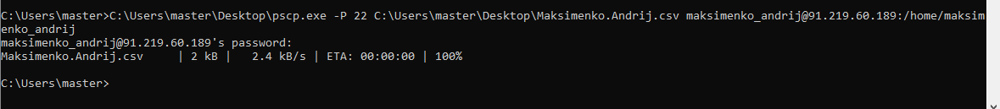 C:\Users\master>C:\Users\master\Desktop\pscp.exe -P 22 C:\Users\master\Desktop\Maksimenko.Andrij.csv maksimenko_andrij@91.219.60.189:/home/maksim
enko_andrij
maksimenko_andrij@91.219.60.189's password:
Maksimenko.Andrij.csv     | 2 kB |   2.4 kB/s | ETA: 00:00:00 | 100%
C:\Users\master>